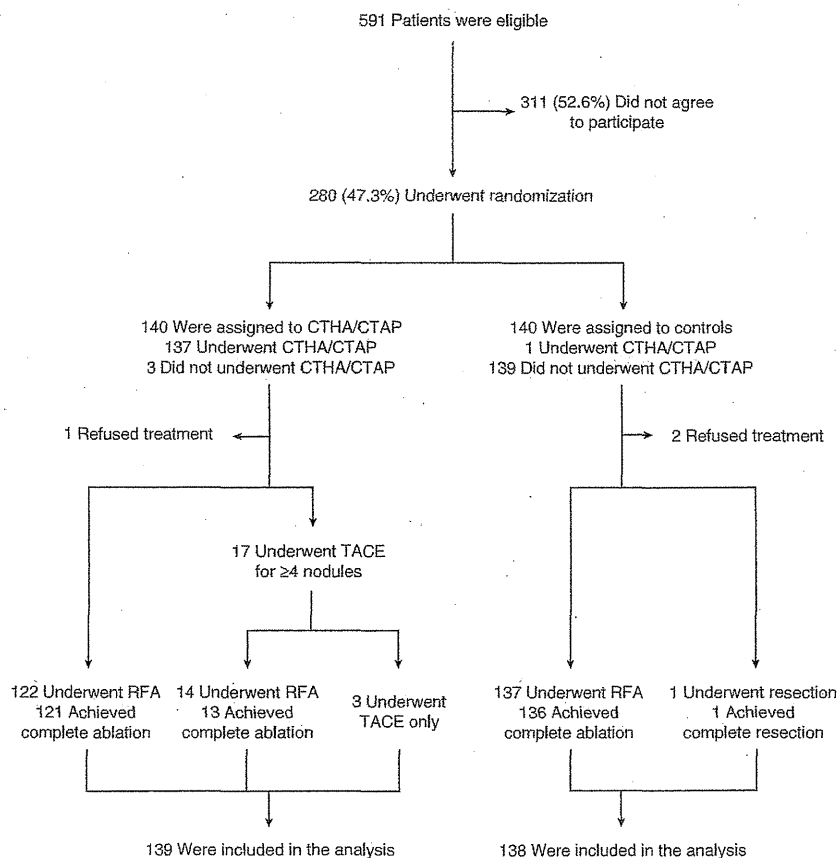 591 Patients were eligible
311 (52.6%) Did not agree
to participate
280 (47.3%) Underwent randomization
140 Were assigned to CTHA/CTAP
137 Underwent CTHA/CTAP
3 Did not underwent CTHA/CTAP
140 Were assigned to controls
1 Underwent CTHA/CTAP
139 Did not underwent CTHA/CTAP
1 Refused treatment
2 Refused treatment
17 Underwent TACE
for ≥4 nodules
122 Underwent RFA
121 Achieved
complete ablation
14 Underwent RFA
13 Achieved
complete ablation
3 Underwent
TACE only
137 Underwent RFA
136 Achieved
complete ablation
1 Underwent resection
1 Achieved
complete resection
139 Were included in the analysis
138 Were included in the analysis